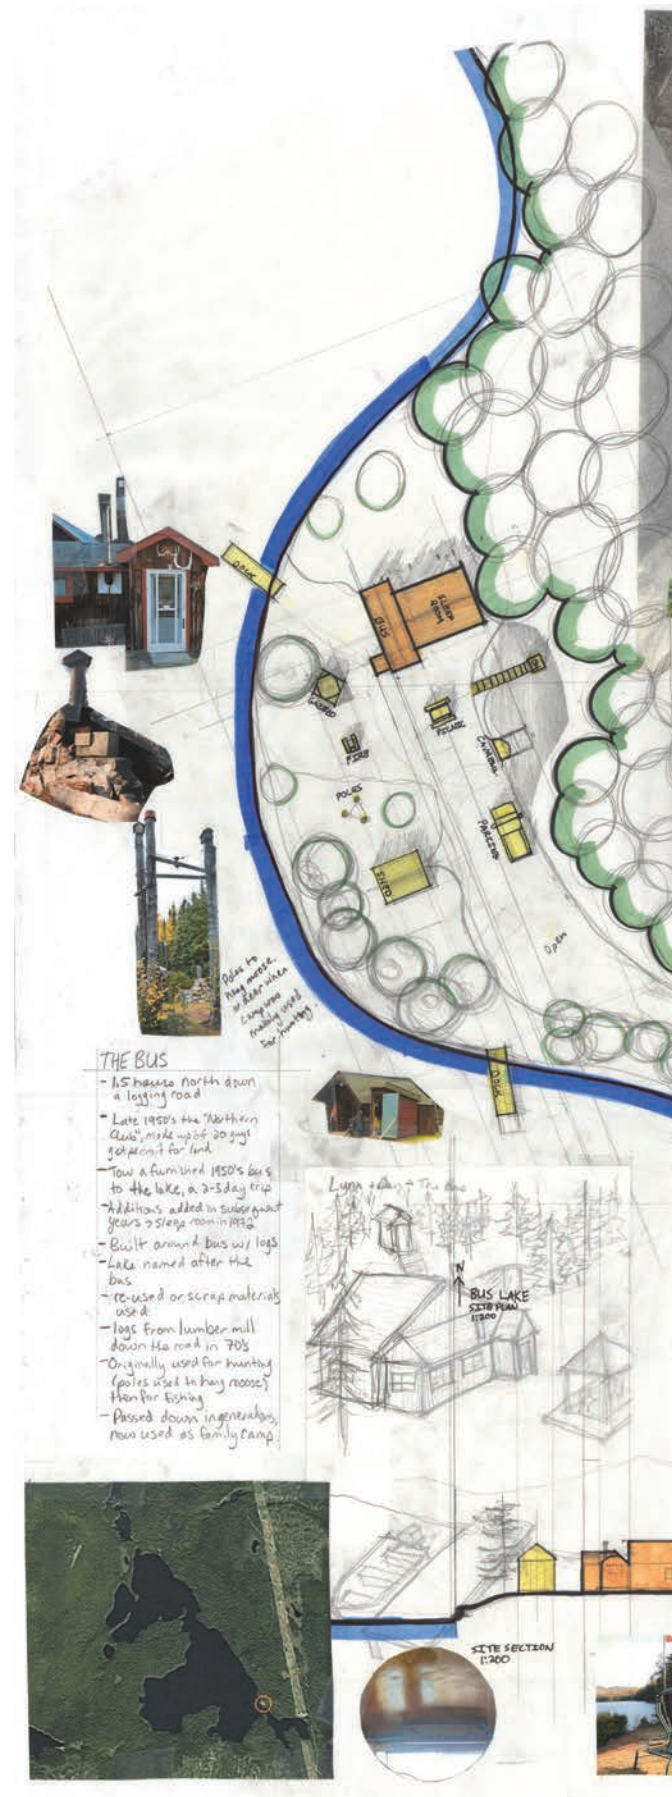 DOCK
BUS
SLEEP
ROOM
GAZEBO
PICNIC
FIRE
POLES
PARKING
SHED
Open
Poles to
hang moose
or bear when
camp was
mainly used
for hunting.
DOCK
THE BUS
- 1.5 hours north down
a logging road
- Late 1950's the "Northern
Club", made up of 20 guys
got permit for land
- Tow a furnished 1950's bus
to the lake, a 2-3 day trip
- Additions added in subsequent
years → sleep room in 1972
- Built around bus w/ logs
- Lake named after the
bus
- re-used or scrap materials
used
- logs from lumber mill
down the road in 70's
- Originally used for hunting
(poles used to hang moose)
then for fishing
- Passed down in generations,
now used as family camp.
N
BUS LAKE
SITE PLAN
1:200
SITE SECTION
1:200